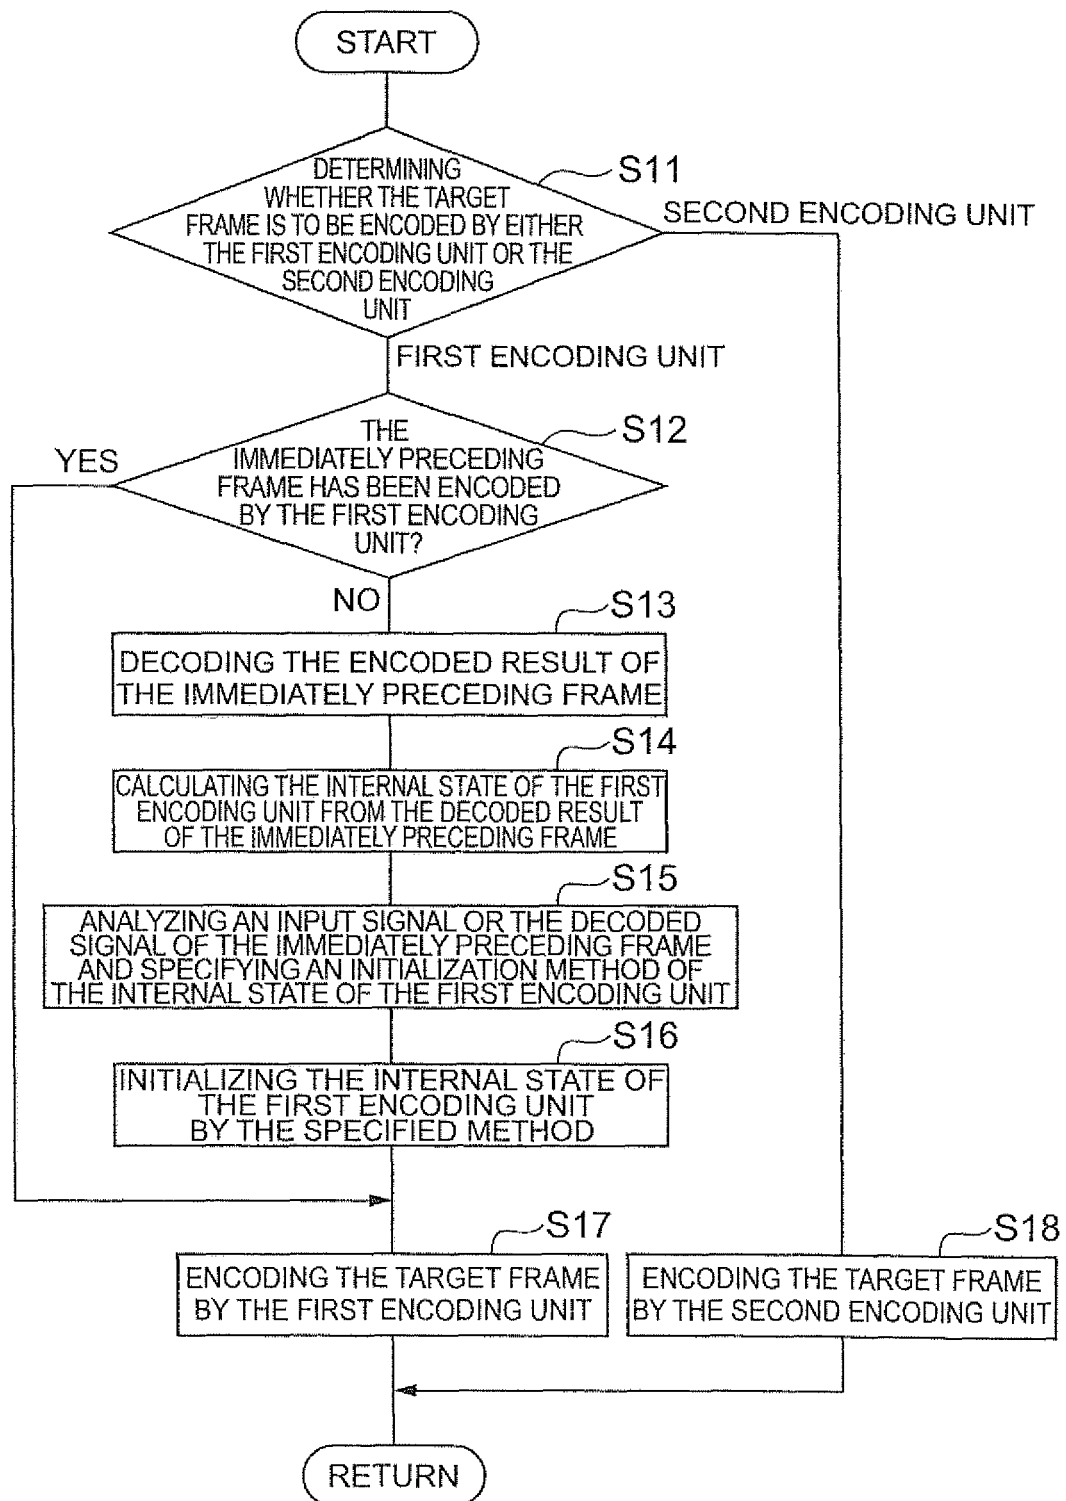 START
DETERMINING
WHETHER THE TARGET
FRAME IS TO BE ENCODED BY EITHER
THE FIRST ENCODING UNIT OR THE
SECOND ENCODING
UNIT
S11
SECOND ENCODING UNIT
FIRST ENCODING UNIT
THE
IMMEDIATELY PRECEDING
FRAME HAS BEEN ENCODED
BY THE FIRST ENCODING
UNIT?
S12
YES
NO
S13
DECODING THE ENCODED RESULT OF
THE IMMEDIATELY PRECEDING FRAME
S14
CALCULATING THE INTERNAL STATE OF THE FIRST
ENCODING UNIT FROM THE DECODED RESULT
OF THE IMMEDIATELY PRECEDING FRAME
S15
ANALYZING AN INPUT SIGNAL OR THE DECODED
SIGNAL OF THE IMMEDIATELY PRECEDING FRAME
AND SPECIFYING AN INITIALIZATION METHOD OF
THE INTERNAL STATE OF THE FIRST ENCODING UNIT
S16
INITIALIZING THE INTERNAL STATE OF
THE FIRST ENCODING UNIT
BY THE SPECIFIED METHOD
S17
ENCODING THE TARGET FRAME
BY THE FIRST ENCODING UNIT
S18
ENCODING THE TARGET FRAME
BY THE SECOND ENCODING UNIT
RETURN